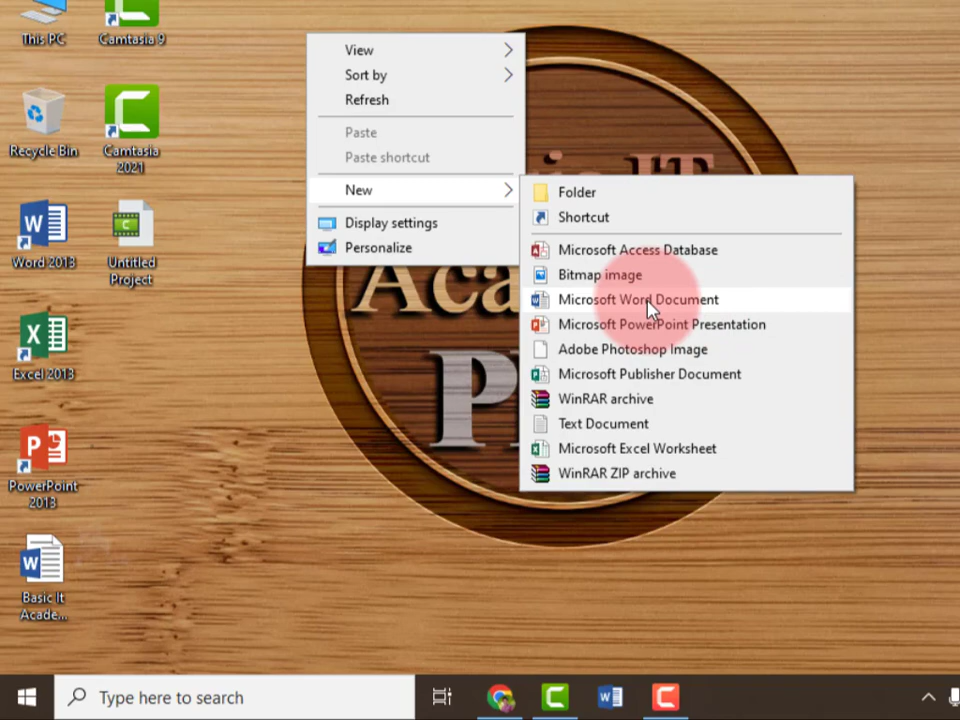 This PC
Camtasia 9
Recycle Bin
Camtasia
2021
Word 2013
Untitled
Project
Excel 2013
PowerPoint
2013
Basic It
Acade...
View
Sort by
Refresh
Paste
Paste shortcut
New
Display settings
Personalize
Folder
Shortcut
Microsoft Access Database
Bitmap image
Microsoft Word Document
Microsoft PowerPoint Presentation
Adobe Photoshop Image
Microsoft Publisher Document
WinRAR archive
Text Document
Microsoft Excel Worksheet
WinRAR ZIP archive
IT
Aca
P
Type here to search